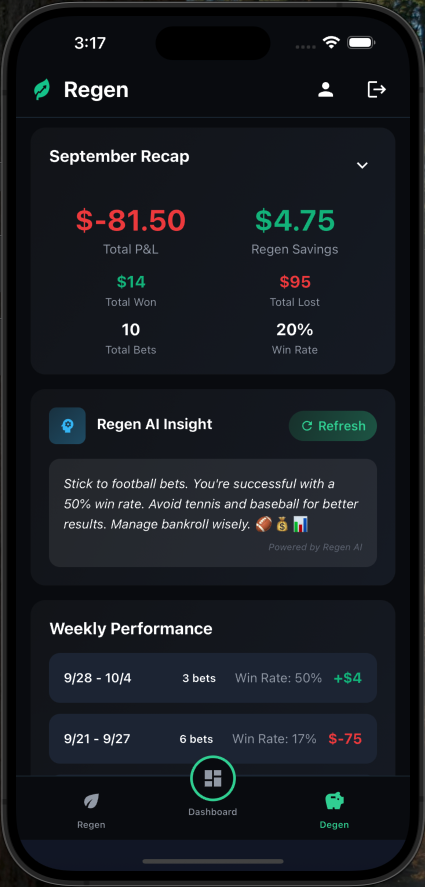 3:17
Regen
September Recap
$-81.50 $4.75
Total P&L Regen Savings
$14 $95
Total Won Total Lost
10 20%
Total Bets Win Rate
Regen AI Insight Refresh
Stick to football bets. You're successful with a
50% win rate. Avoid tennis and baseball for better
results. Manage bankroll wisely. 🏈💰📊
Powered by Regen AI
Weekly Performance
9/28 - 10/4 3 bets Win Rate: 50% +$4
9/21 - 9/27 6 bets Win Rate: 17% $-75
Regen Dashboard Degen